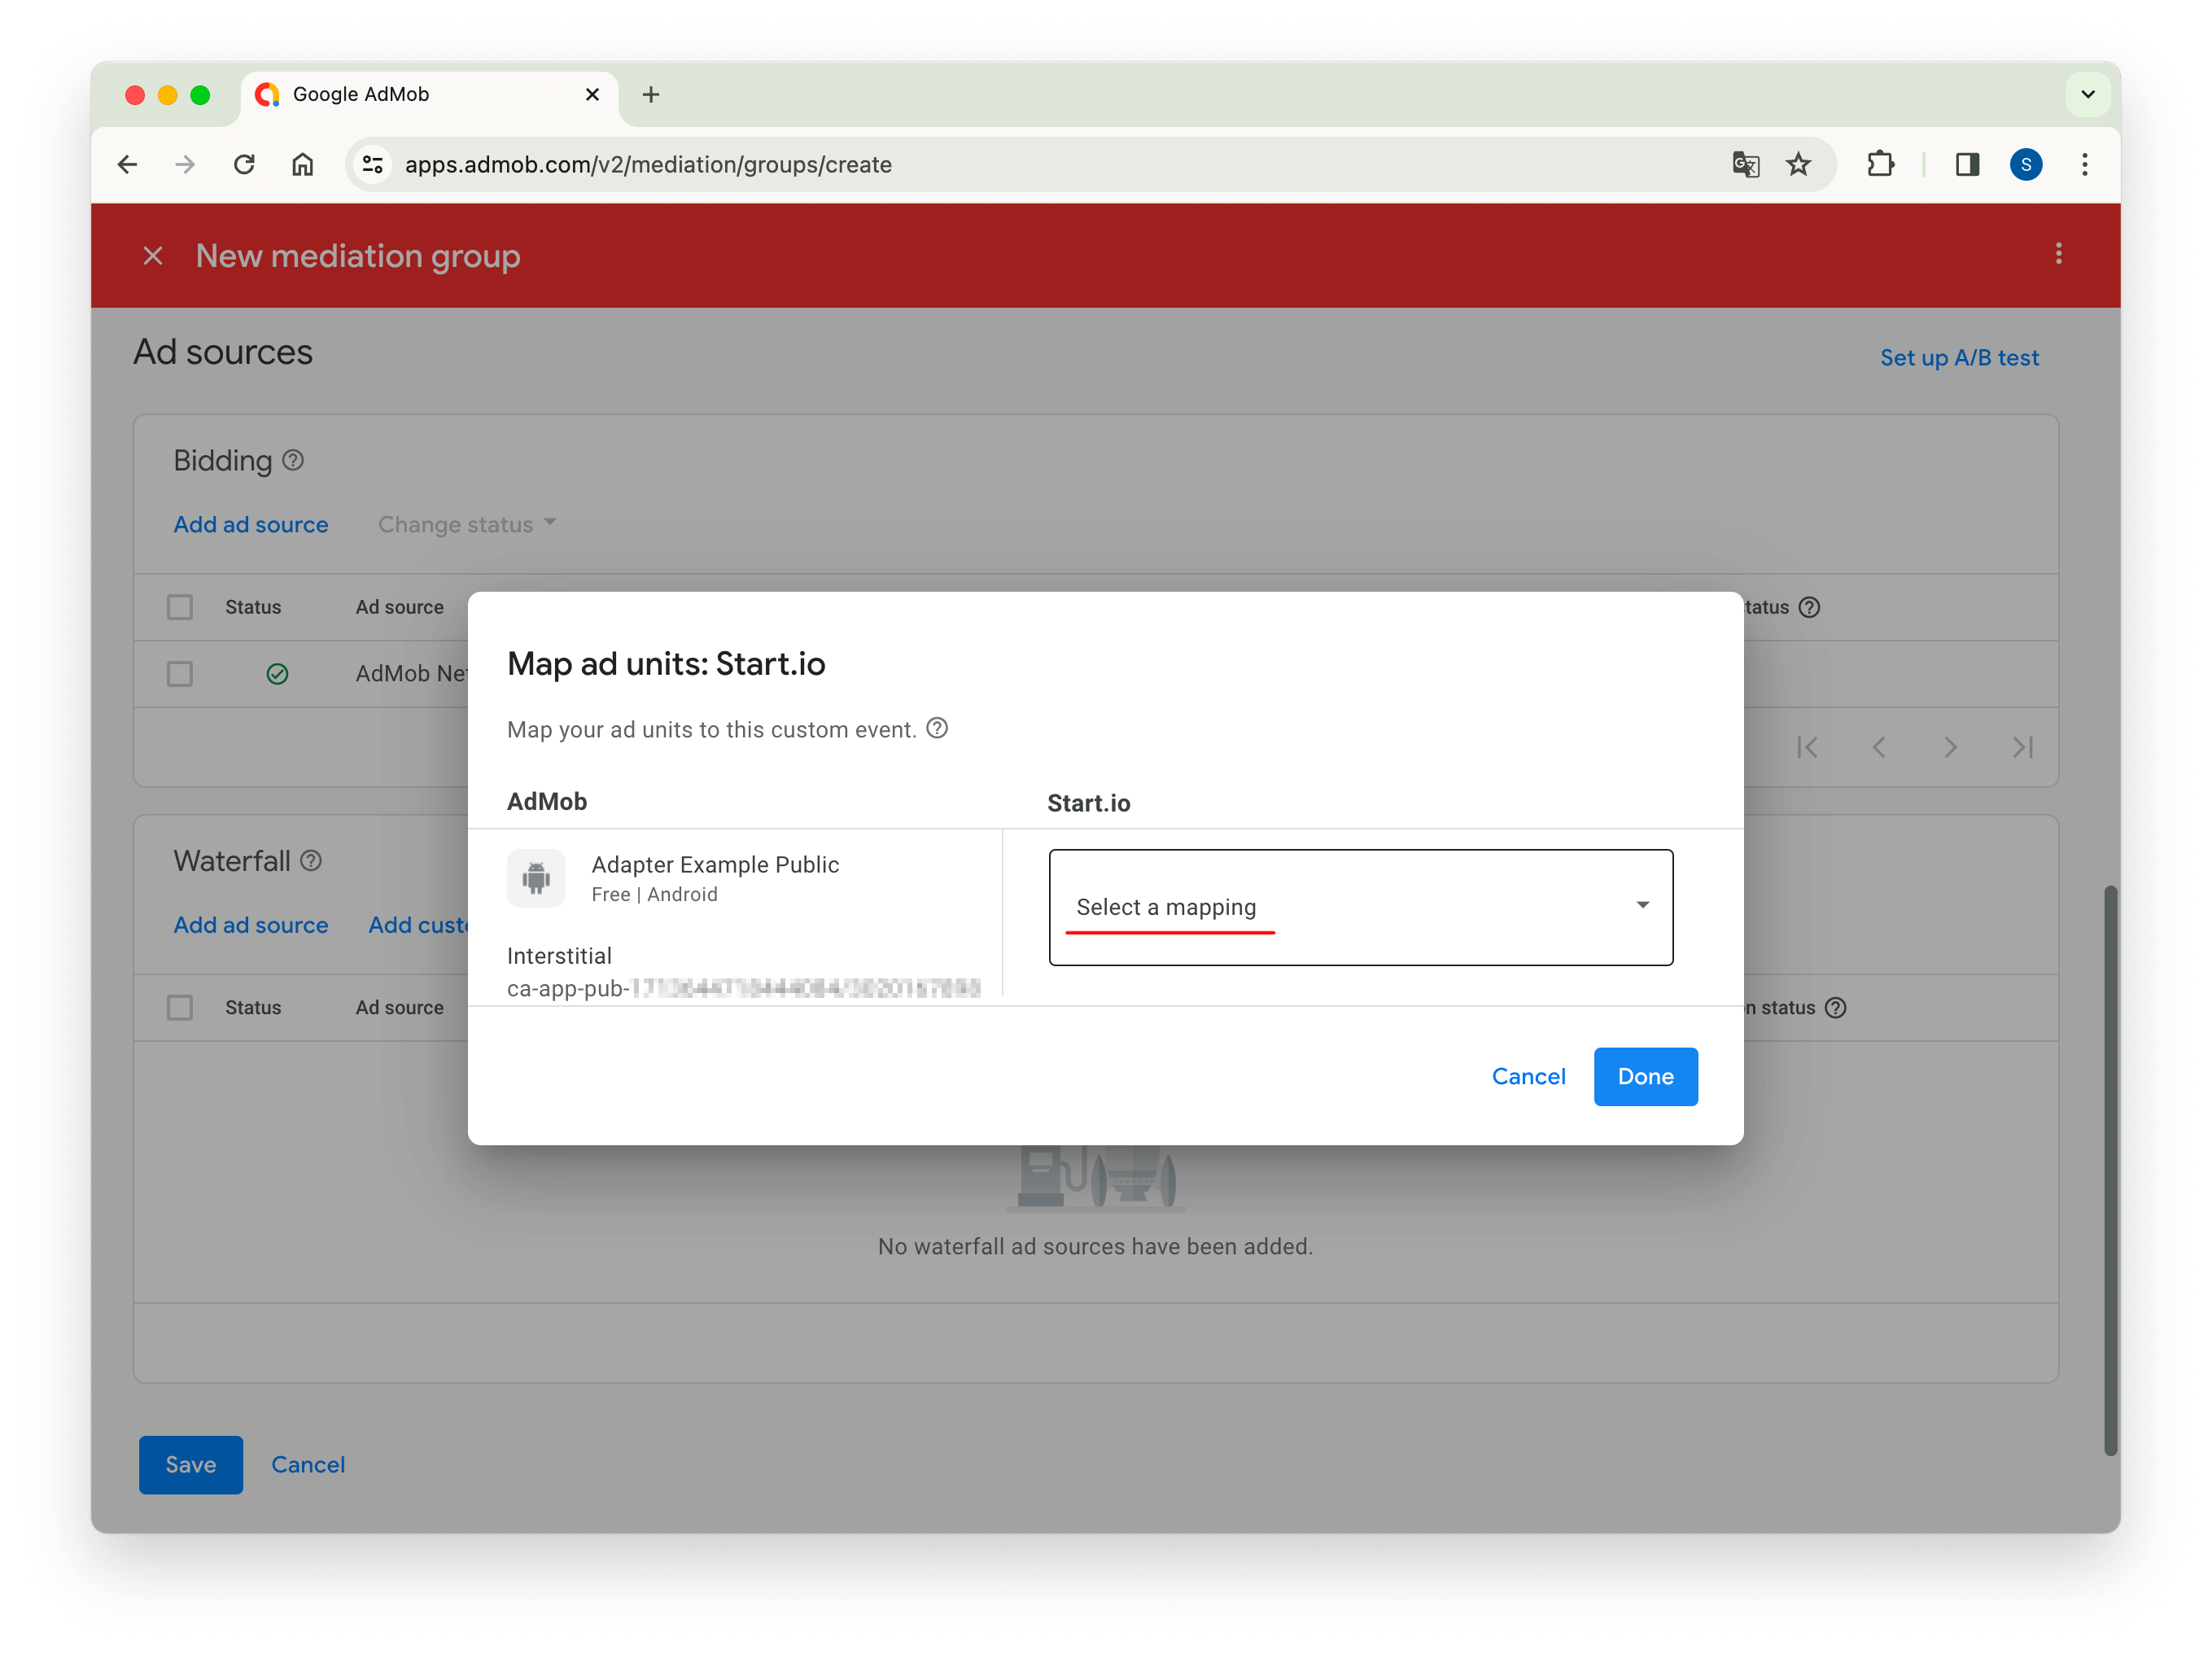 Google AdMob
apps.admob.com/v2/mediation/groups/create
S
New mediation group
Ad sources
Set up A/B test
Bidding
Add ad source Change status
Status Ad source tatus
AdMob Net
Map ad units: Start.io
Map your ad units to this custom event.
AdMob Start.io
Adapter Example Public
Free | Android
Select a mapping
Interstitial
ca-app-pub-
Cancel Done
Waterfall
Add ad source Add custo
Status Ad source n status
No waterfall ad sources have been added.
Save Cancel